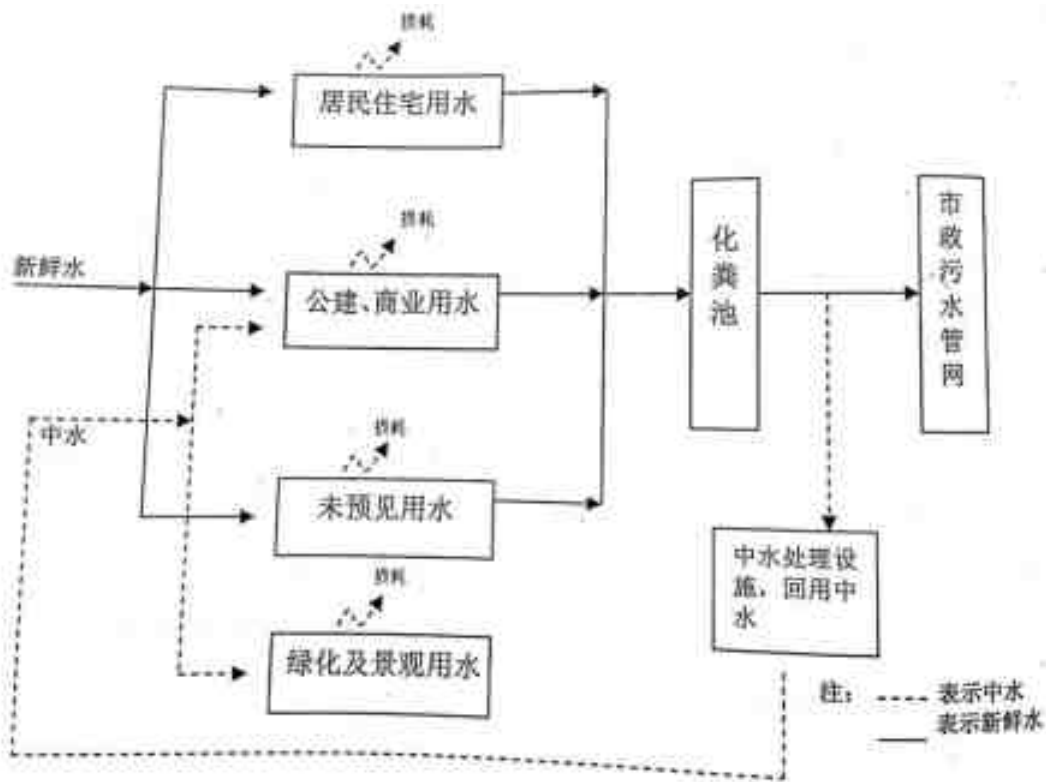 损耗
居民住宅用水
损耗
新鲜水
公建、商业用水
化粪池
市政污水管网
中水
损耗
未预见用水
损耗
绿化及景观用水
中水处理设
施、回用中
水
注：
表示中水
表示新鲜水